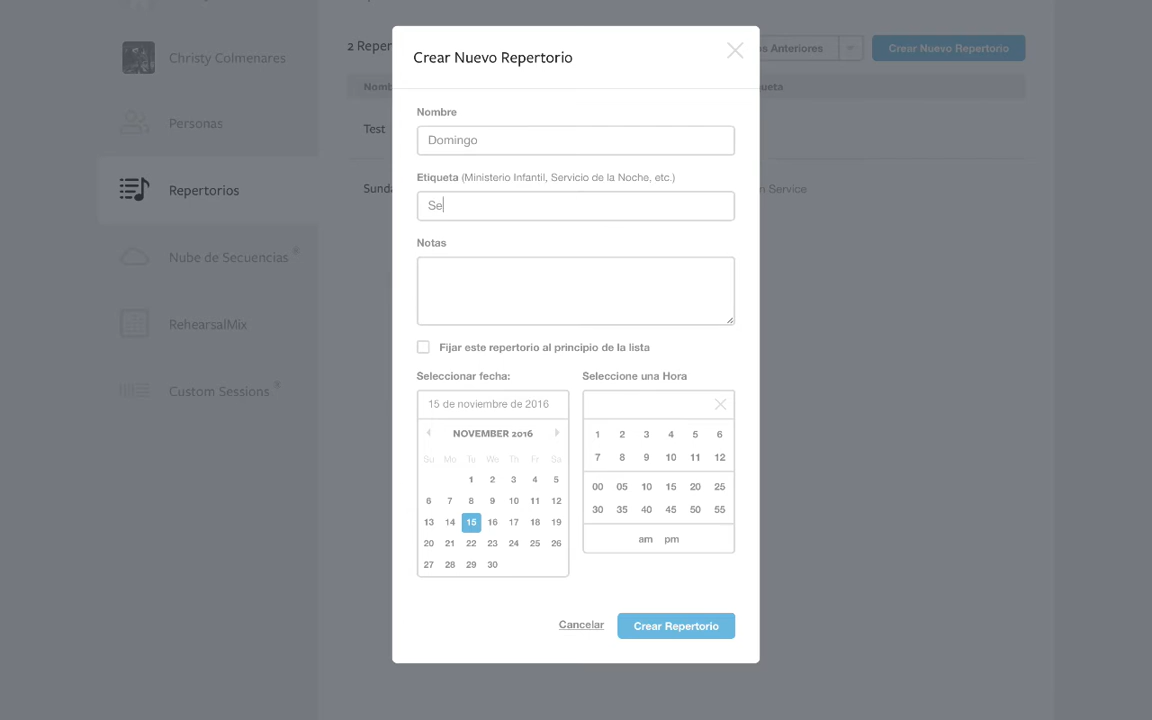 Christy Colmenares
Personas
Repertorios
Nube de Secuencias
RehearsalMix
Custom Sessions
2 Reper
s Anteriores
Crear Nuevo Repertorio
Nomb
ueta
Test
Sunda
n Service
Crear Nuevo Repertorio
Nombre
Domingo
Etiqueta (Ministerio Infantil, Servicio de la Noche, etc.)
Se
Notas
Fijar este repertorio al principio de la lista
Seleccionar fecha:
15 de noviembre de 2016
NOVEMBER 2016
Su Mo Tu We Th Fr Sa
1 2 3 4 5
6 7 8 9 10 11 12
13 14 15 16 17 18 19
20 21 22 23 24 25 26
27 28 29 30
Seleccione una Hora
1 2 3 4 5 6
7 8 9 10 11 12
00 05 10 15 20 25
30 35 40 45 50 55
am pm
Cancelar
Crear Repertorio